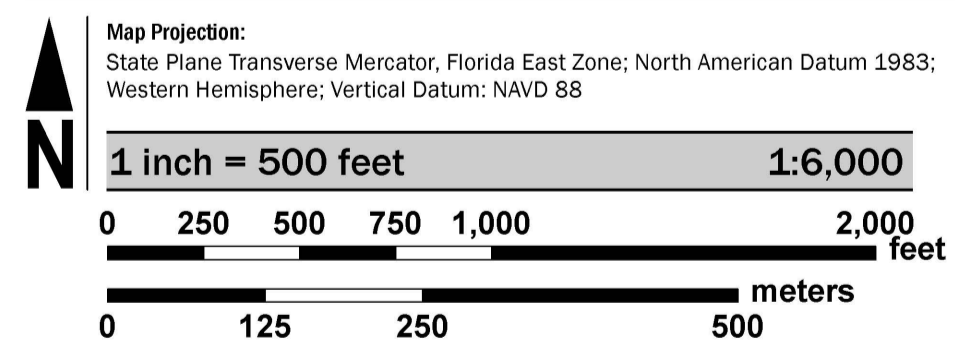 N
Map Projection:
State Plane Transverse Mercator, Florida East Zone; North American Datum 1983;
Western Hemisphere; Vertical Datum: NAVD 88
1 inch = 500 feet 1:6,000
0 250 500 750 1,000 2,000
feet
meters
0 125 250 500